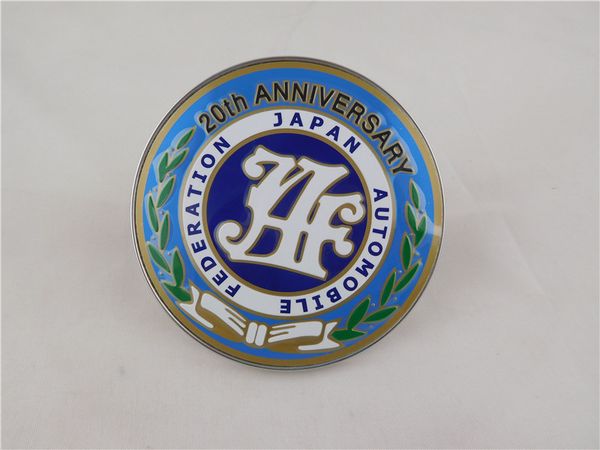 20th ANNIVERSARY
JAPAN AUTOMOBILE FEDERATION
JAF